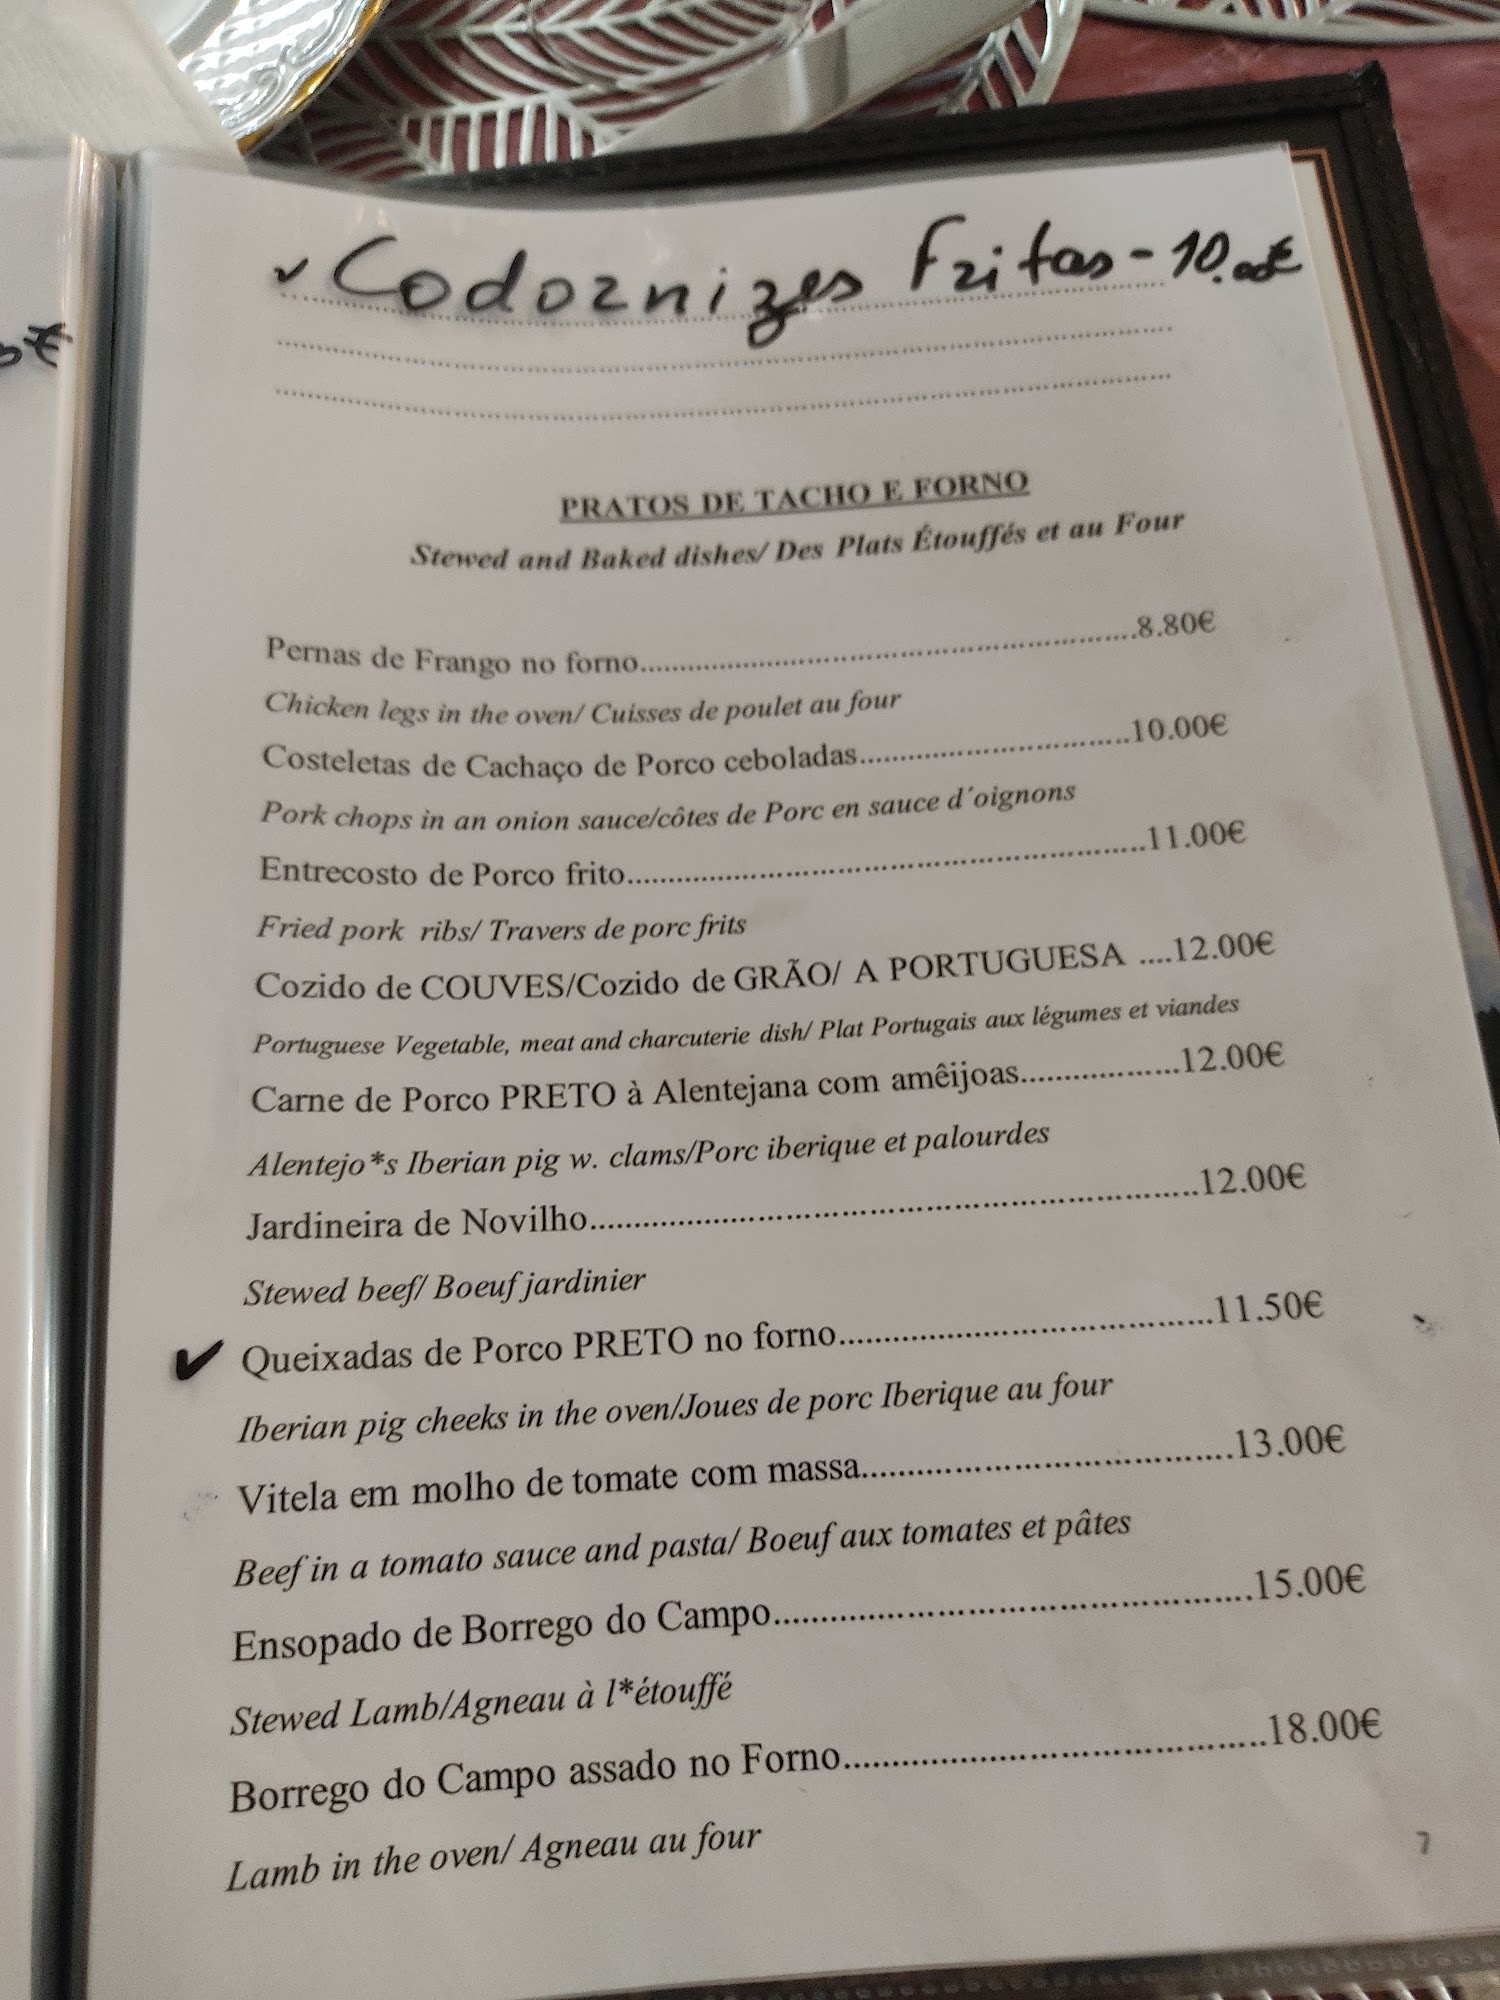 ✓ Codornizes Fritas - 10.00€
€
PRATOS DE TACHO E FORNO
Stewed and Baked dishes/ Des Plats Étouffés et au Four
Pernas de Frango no forno......................................................8.80€
Chicken legs in the oven/ Cuisses de poulet au four
Costeletas de Cachaço de Porco ceboladas..............................10.00€
Pork chops in an onion sauce/côtes de Porc en sauce d´oignons
Entrecosto de Porco frito.........................................................11.00€
Fried pork ribs/ Travers de porc frits
Cozido de COUVES/Cozido de GRÃO/ A PORTUGUESA ....12.00€
Portuguese Vegetable, meat and charcuterie dish/ Plat Portugais aux légumes et viandes
Carne de Porco PRETO à Alentejana com amêijoas..................12.00€
Alentejo*s Iberian pig w. clams/Porc iberique et palourdes
Jardineira de Novilho................................................................12.00€
Stewed beef/ Boeuf jardinier
✓ Queixadas de Porco PRETO no forno.......................................11.50€
Iberian pig cheeks in the oven/Joues de porc Iberique au four
Vitela em molho de tomate com massa.......................................13.00€
Beef in a tomato sauce and pasta/ Boeuf aux tomates et pâtes
Ensopado de Borrego do Campo................................................15.00€
Stewed Lamb/Agneau à l*étouffé
Borrego do Campo assado no Forno..........................................18.00€
Lamb in the oven/ Agneau au four
7